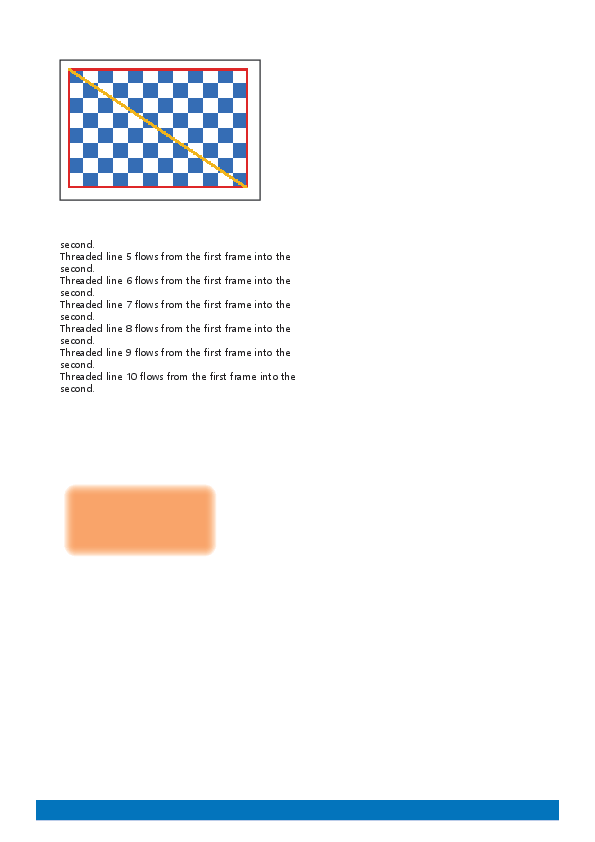 second.
Threaded line 5 flows from the first frame into the
second.
Threaded line 6 flows from the first frame into the
second.
Threaded line 7 flows from the first frame into the
second.
Threaded line 8 flows from the first frame into the
second.
Threaded line 9 flows from the first frame into the
second.
Threaded line 10 flows from the first frame into the
second.